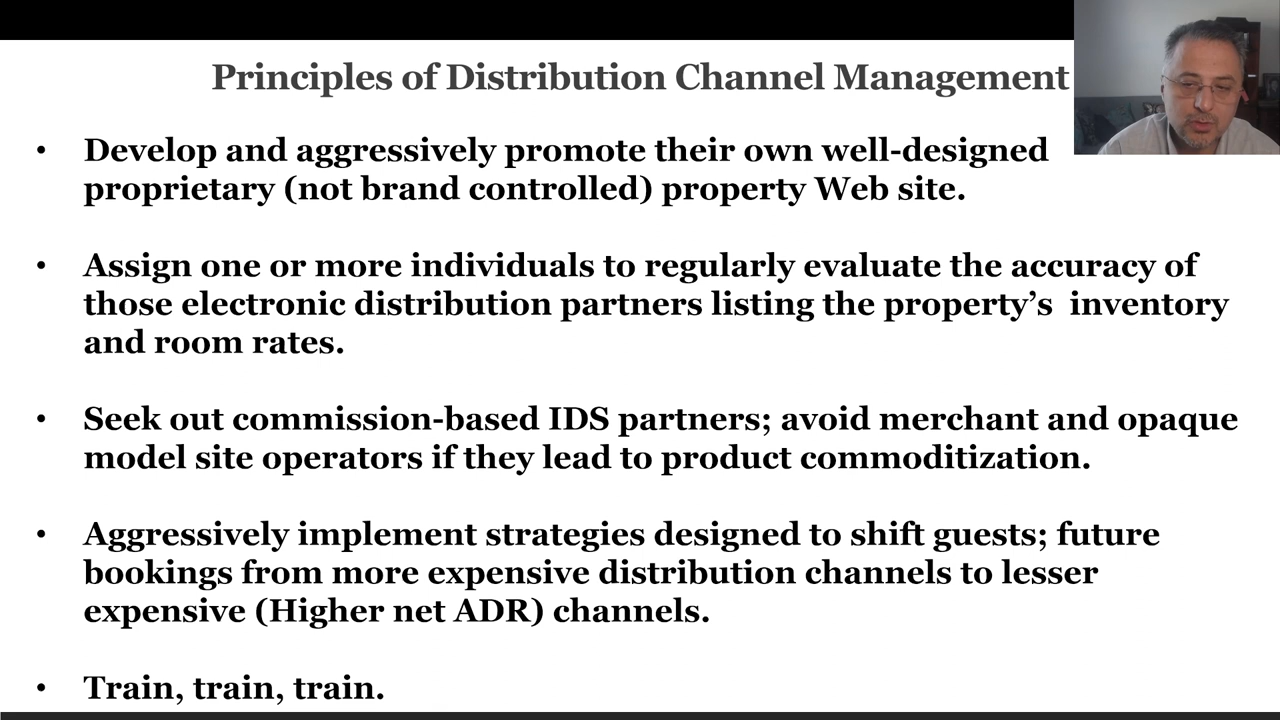 Principles of Distribution Channel Management
• Develop and aggressively promote their own well-designed
proprietary (not brand controlled) property Web site.
• Assign one or more individuals to regularly evaluate the accuracy of
those electronic distribution partners listing the property’s  inventory
and room rates.
• Seek out commission-based IDS partners; avoid merchant and opaque
model site operators if they lead to product commoditization.
• Aggressively implement strategies designed to shift guests; future
bookings from more expensive distribution channels to lesser
expensive (Higher net ADR) channels.
• Train, train, train.